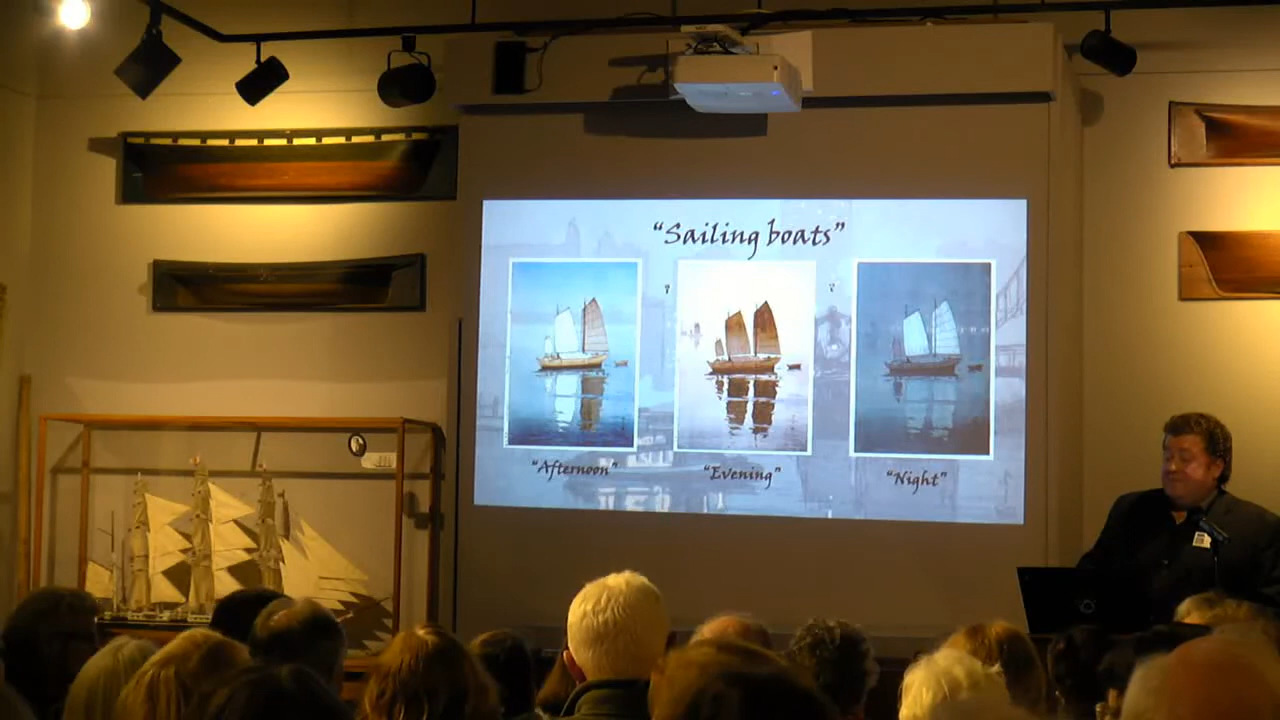 “Sailing boats”
“Afternoon”
“Evening”
“Night”